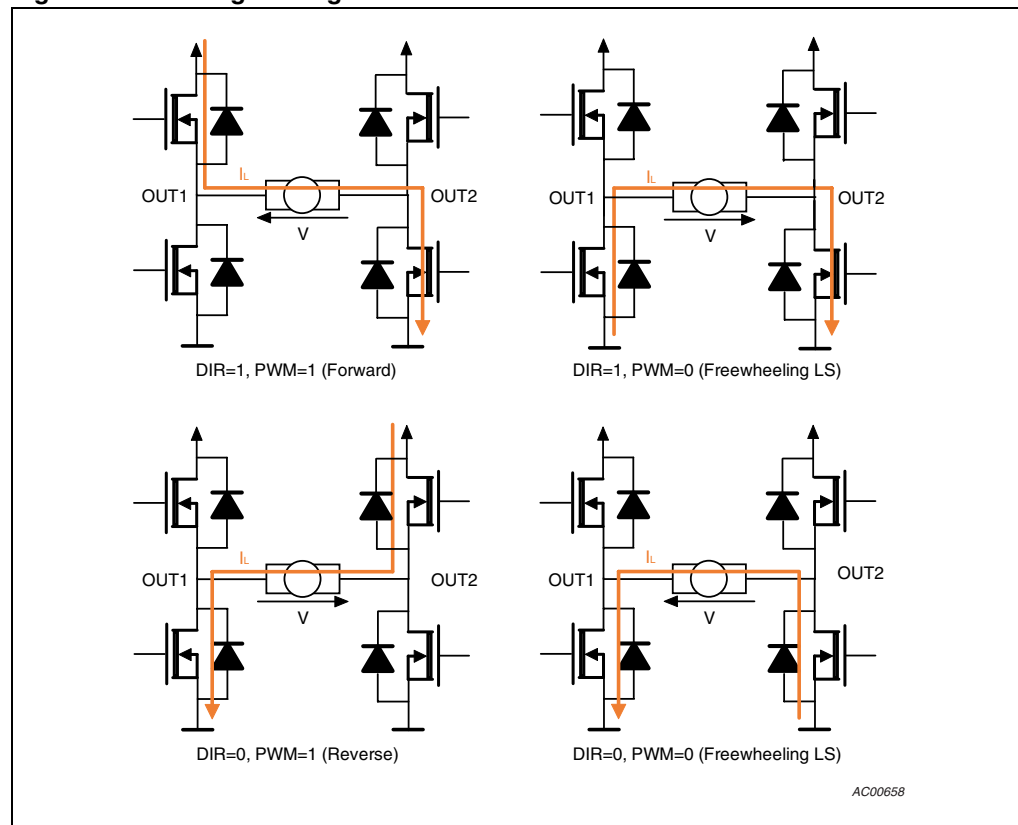 OUT1 IL OUT2
V
DIR=1, PWM=1 (Forward)
OUT1 IL OUT2
V
DIR=1, PWM=0 (Freewheeling LS)
OUT1 IL OUT2
V
DIR=0, PWM=1 (Reverse)
OUT1 IL OUT2
V
DIR=0, PWM=0 (Freewheeling LS)
AC00658